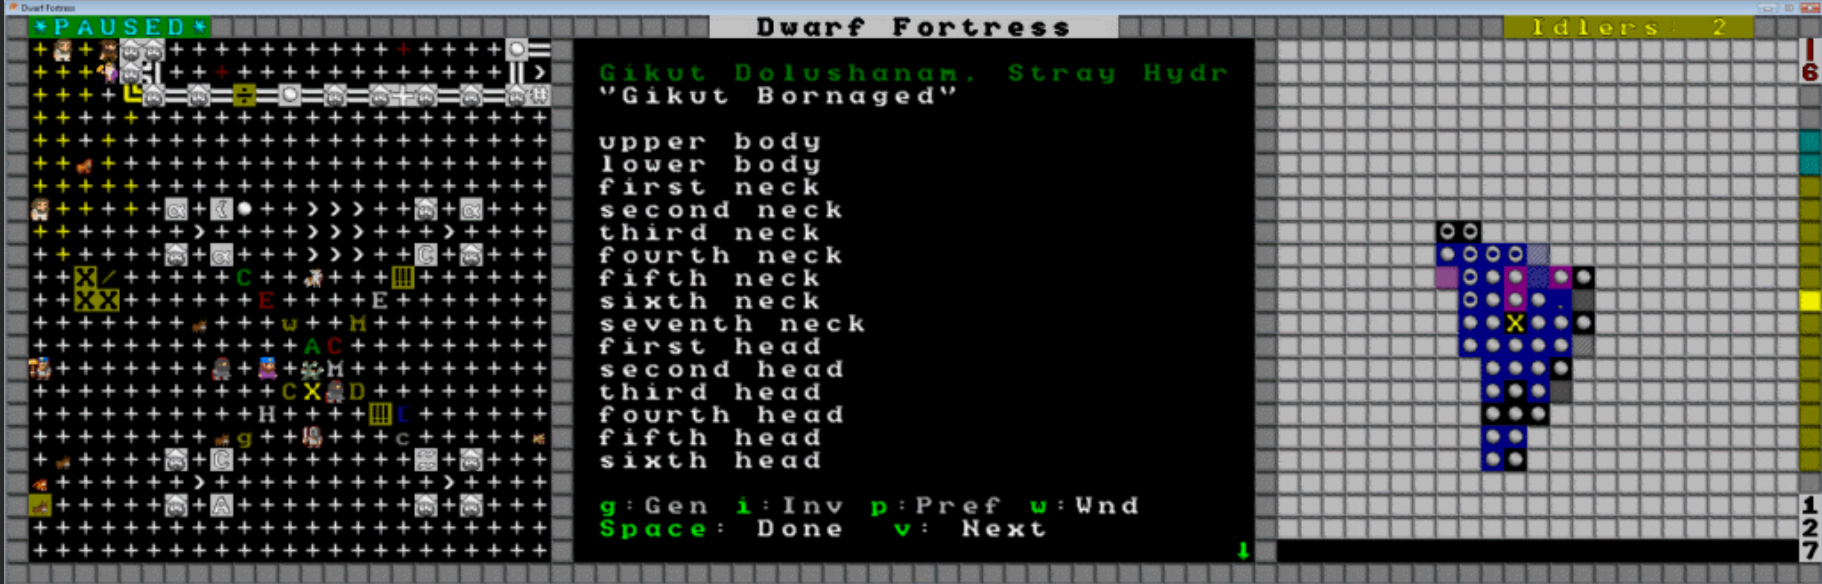 Dwarf Fortress
*PAUSED*
Dwarf Fortress
Idlers: 2
Gikut Dolushanam, Stray Hydr
"Gikut Bornaged"
upper body
lower body
first neck
second neck
third neck
fourth neck
fifth neck
sixth neck
seventh neck
first head
second head
third head
fourth head
fifth head
sixth head
g:Gen i:Inv p:Pref w:Wnd
Space: Done v: Next
16
127